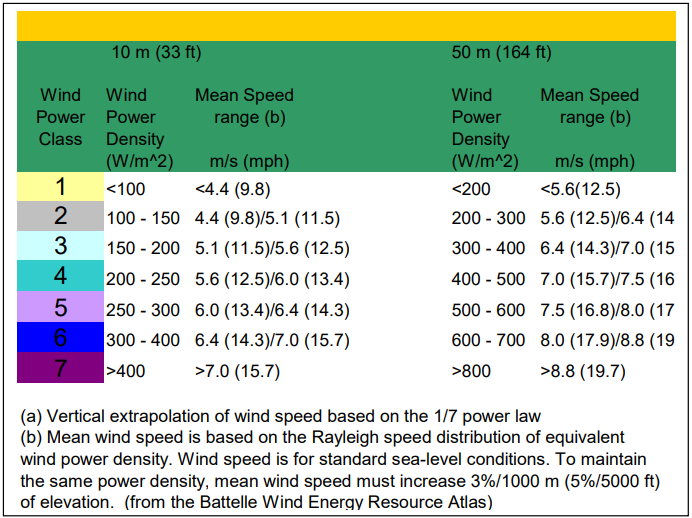 10 m (33 ft) 50 m (164 ft)
Wind Wind Mean Speed Wind Mean Speed
Power Power range (b) Power range (b)
Class Density Density
(W/m^2) m/s (mph) (W/m^2) m/s (mph)
1 <100 <4.4 (9.8) <200 <5.6(12.5)
2 100 - 150 4.4 (9.8)/5.1 (11.5) 200 - 300 5.6 (12.5)/6.4 (14
3 150 - 200 5.1 (11.5)/5.6 (12.5) 300 - 400 6.4 (14.3)/7.0 (15
4 200 - 250 5.6 (12.5)/6.0 (13.4) 400 - 500 7.0 (15.7)/7.5 (16
5 250 - 300 6.0 (13.4)/6.4 (14.3) 500 - 600 7.5 (16.8)/8.0 (17
6 300 - 400 6.4 (14.3)/7.0 (15.7) 600 - 700 8.0 (17.9)/8.8 (19
7 >400 >7.0 (15.7) >800 >8.8 (19.7)
(a) Vertical extrapolation of wind speed based on the 1/7 power law
(b) Mean wind speed is based on the Rayleigh speed distribution of equivalent
wind power density. Wind speed is for standard sea-level conditions. To maintain
the same power density, mean wind speed must increase 3%/1000 m (5%/5000 ft)
of elevation. (from the Battelle Wind Energy Resource Atlas)